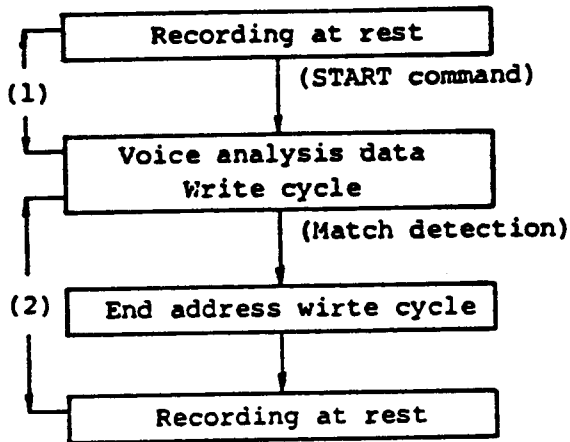 Recording at rest
(START command)
(1)
Voice analysis data
Write cycle
(Match detection)
(2)
End address wirte cycle
Recording at rest